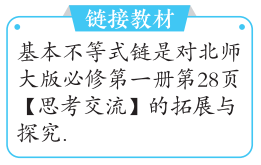 链接教材
基本不等式链是对北师
大版必修第一册第28页
【思考交流】的拓展与
探究.